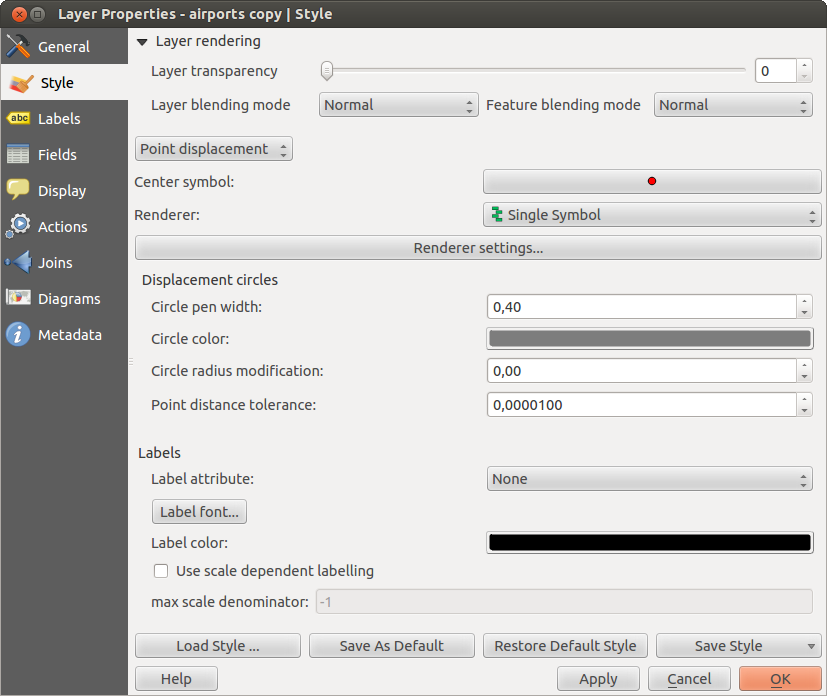 Layer Properties - airports copy | Style
General
Style
abc Labels
Fields
Display
Actions
Joins
Diagrams
i Metadata
Layer rendering
Layer transparency 0
Layer blending mode Normal Feature blending mode Normal
Point displacement
Center symbol:
Renderer: Single Symbol
Renderer settings...
Displacement circles
Circle pen width: 0,40
Circle color:
Circle radius modification: 0,00
Point distance tolerance: 0,0000100
Labels
Label attribute: None
Label font...
Label color:
Use scale dependent labelling
max scale denominator: -1
Load Style ... Save As Default Restore Default Style Save Style
Help Apply Cancel OK